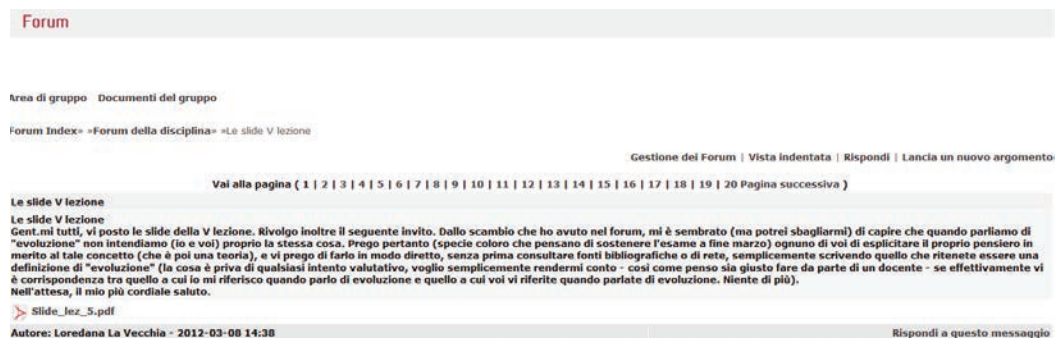 Forum
Area di gruppo Documenti del gruppo
Forum Index» »Forum della disciplina» »Le slide V lezione
Gestione dei Forum | Vista indentata | Rispondi | Lancia un nuovo argomento
Vai alla pagina ( 1 | 2 | 3 | 4 | 5 | 6 | 7 | 8 | 9 | 10 | 11 | 12 | 13 | 14 | 15 | 16 | 17 | 18 | 19 | 20 Pagina successiva )
Le slide V lezione
Le slide V lezione
Gent.mi tutti, vi posto le slide della V lezione. Rivolgo inoltre il seguente invito. Dallo scambio che ho avuto nel forum, mi è sembrato (ma potrei sbagliarmi) di capire che quando parliamo di
"evoluzione" non intendiamo (io e voi) proprio la stessa cosa. Prego pertanto (specie coloro che pensano di sostenere l'esame a fine marzo) ognuno di voi di esplicitare il proprio pensiero in
merito al tale concetto (che è poi una teoria), e vi prego di farlo in modo diretto, senza prima consultare fonti bibliografiche o di rete, semplicemente scrivendo quello che ritenete essere una
definizione di "evoluzione" (la cosa è priva di qualsiasi intento valutativo, voglio semplicemente rendermi conto - così come penso sia giusto fare da parte di un docente - se effettivamente vi
è corrispondenza tra quello a cui io mi riferisco quando parlo di evoluzione e quello a cui voi vi riferite quando parlate di evoluzione. Niente di più).
Nell'attesa, il mio più cordiale saluto.
Slide_lez_5.pdf
Autore: Loredana La Vecchia - 2012-03-08 14:38 Rispondi a questo messaggio